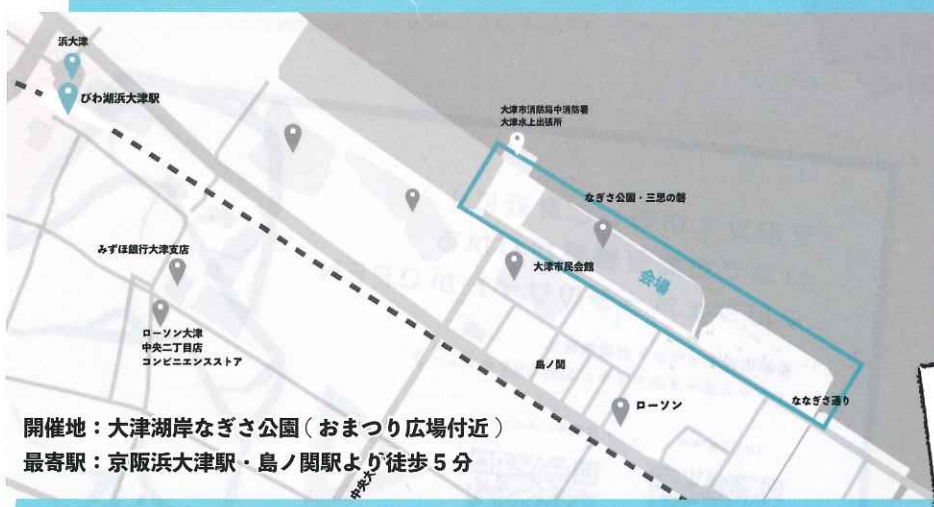 浜大津
びわ湖浜大津駅
大津市消防局中消防署
大津水上出張所
なぎさ公園・三思の磐
みずほ銀行大津支店
大津市民会館
会場
ローソン大津
中央二丁目店
コンビニエンスストア
島ノ関
ローソン
ななぎさ通り
開催地：大津湖岸なぎさ公園（おまつり広場付近）
最寄駅：京阪浜大津駅・島ノ関駅より徒歩５分
中央大